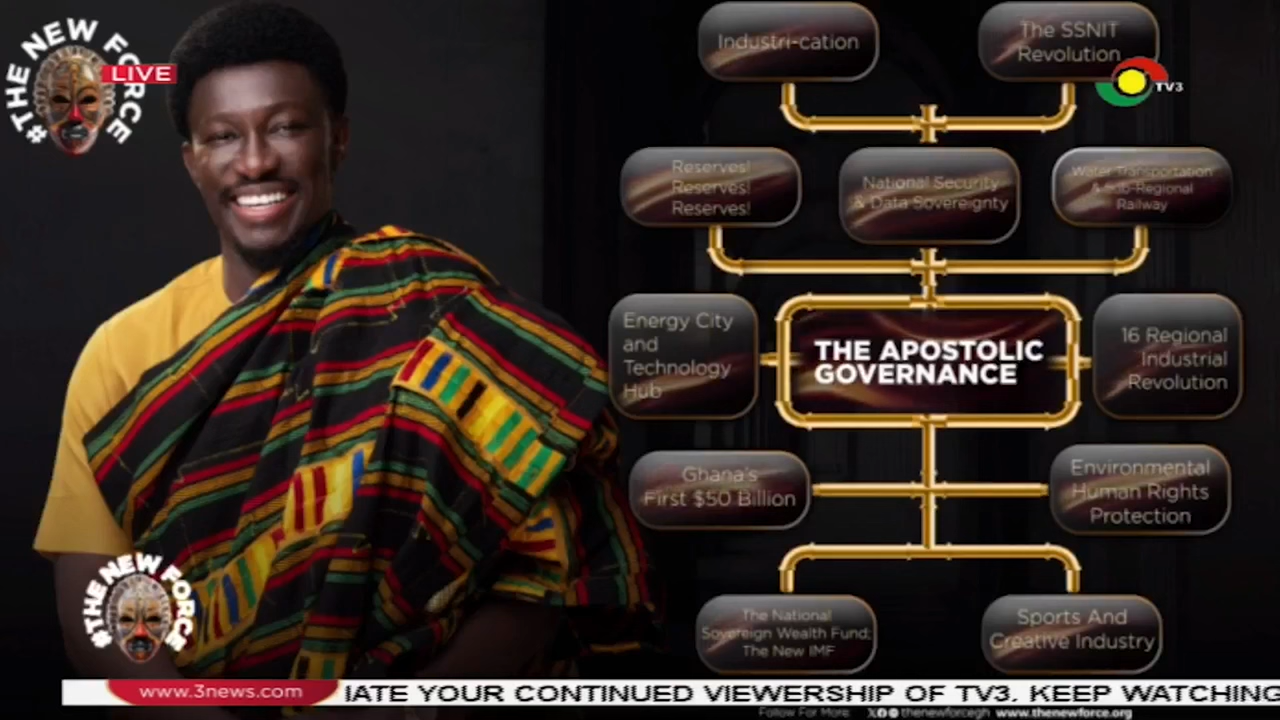 #THE NEW FORCE
LIVE
Industri-cation
The SSNIT
Revolution
TV3
Reserves!
Reserves!
Reserves!
National Security
& Data Sovereignty
Water Transportation
& Sub-Regional
Railway
Energy City
and
Technology
Hub
THE APOSTOLIC
GOVERNANCE
16 Regional
Industrial
Revolution
Ghana's
First $50 Billion
Environmental
Human Rights
Protection
The National
Sovereign Wealth Fund;
The New IMF
Sports And
Creative Industry
#THE NEW FORCE
www.3news.com
IATE YOUR CONTINUED VIEWERSHIP OF TV3. KEEP WATCHING
Follow For More thenewforcegh www.thenewforce.org